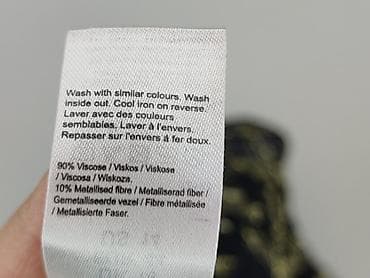 Wash with similar colours. Wash
inside out. Cool iron on reverse.
Laver avec des couleurs
semblables. Laver à l'envers.
Repasser sur l'envers á fer doux.
90% Viscose / Viskos / Viskose
/ Viscosa / Wiskoza.
10% Metallised fibre / Metalliserad fiber /
Gemetalliseerde vezel / Fibre métallisée
/ Metallisierte Faser.